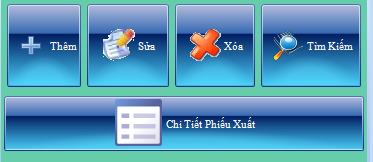 Thêm Sửa Xóa Tìm Kiếm
Chi Tiết Phiếu Xuất